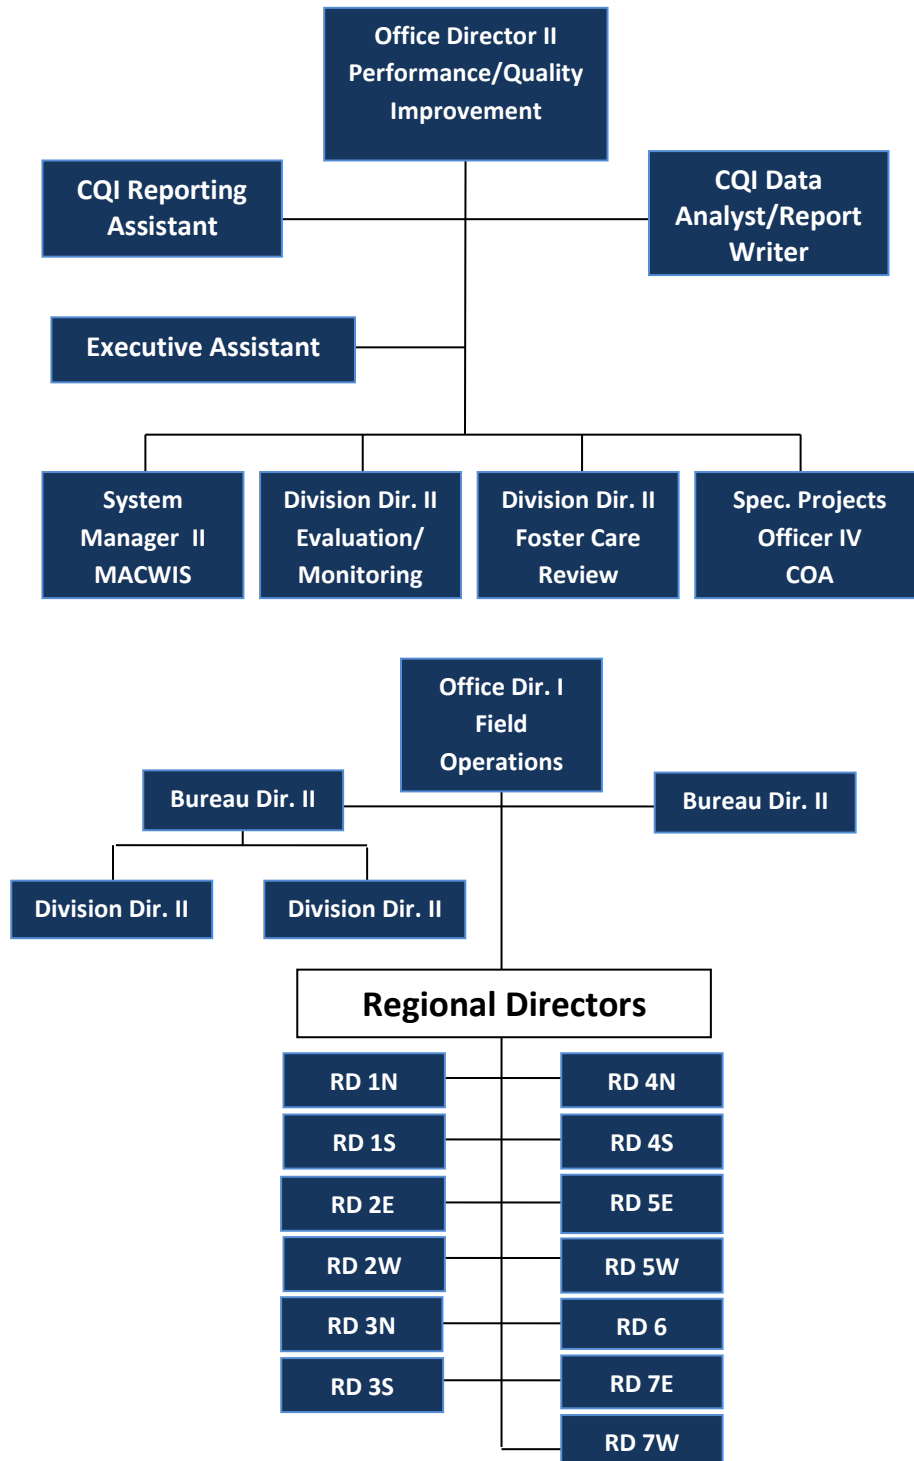 Office Director II
Performance/Quality
Improvement
CQI Reporting
Assistant
CQI Data
Analyst/Report
Writer
Executive Assistant
System
Manager II
MACWIS
Division Dir. II
Evaluation/
Monitoring
Division Dir. II
Foster Care
Review
Spec. Projects
Officer IV
COA
Office Dir. I
Field
Operations
Bureau Dir. II
Bureau Dir. II
Division Dir. II
Division Dir. II
Regional Directors
RD 1N
RD 4N
RD 1S
RD 4S
RD 2E
RD 5E
RD 2W
RD 5W
RD 3N
RD 6
RD 3S
RD 7E
RD 7W